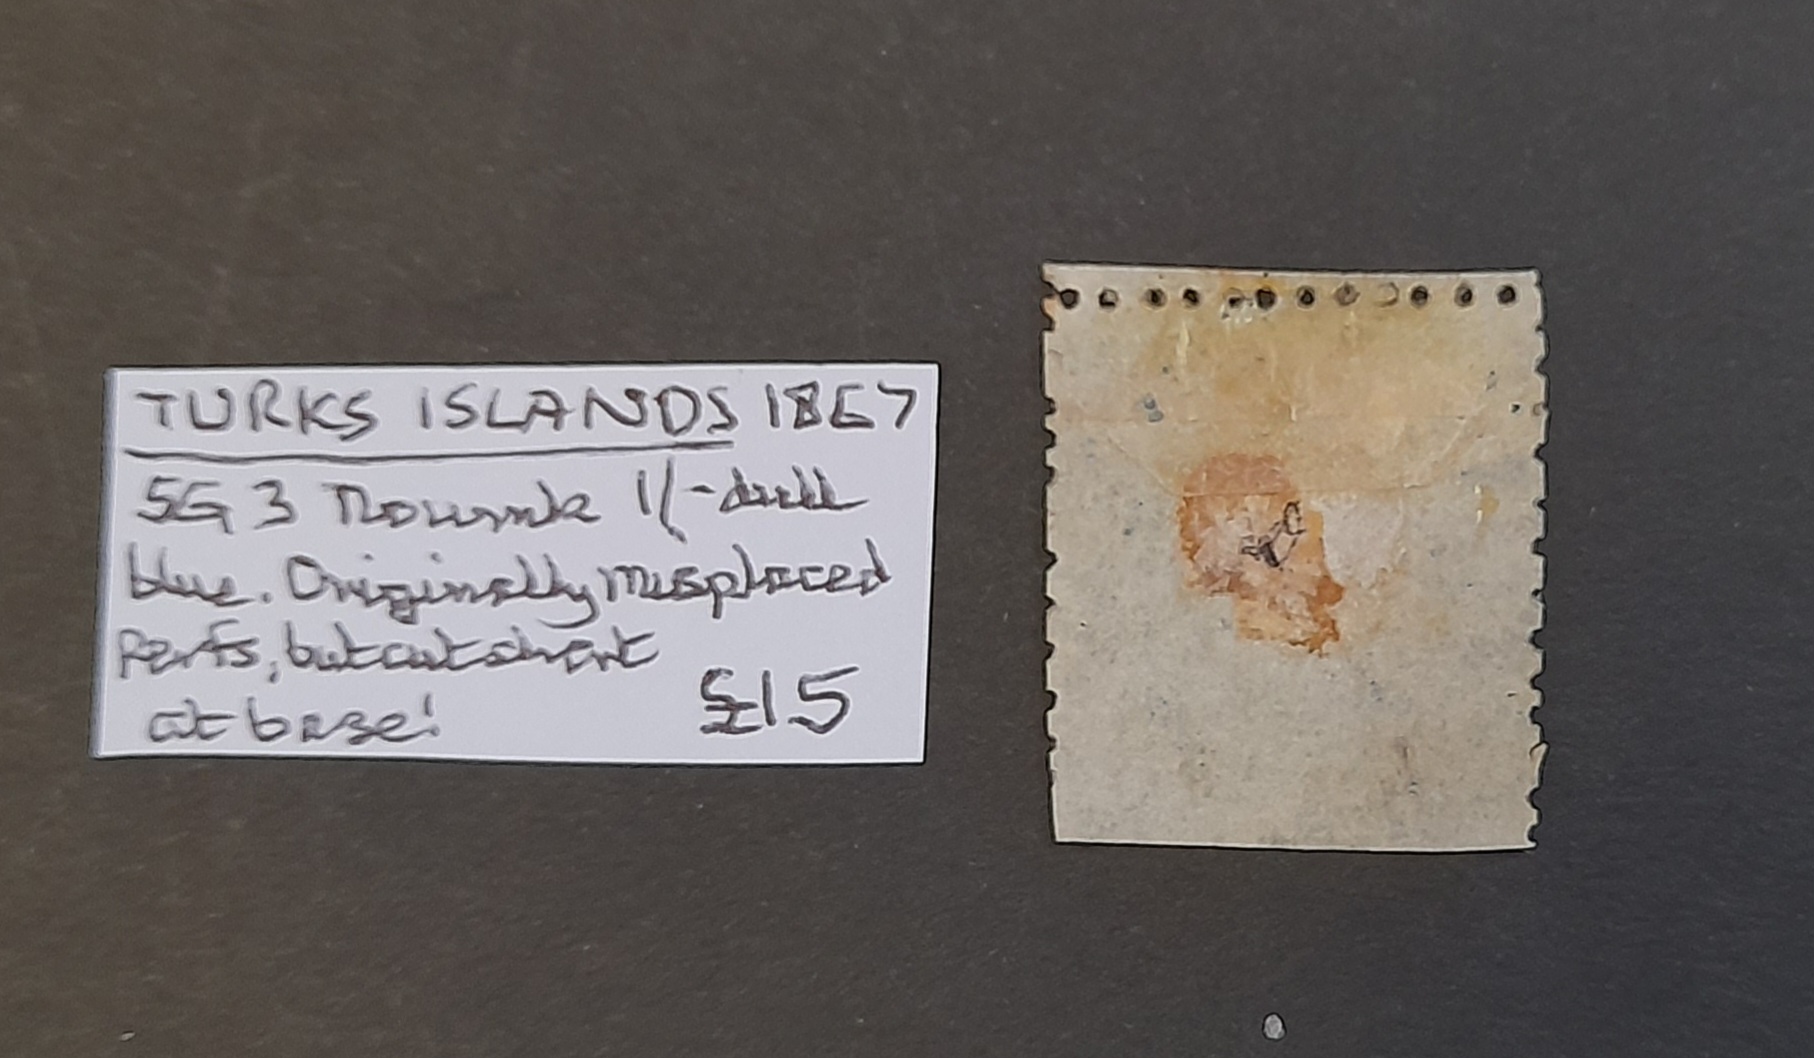 TURKS ISLANDS 1867
SG 3 No wmk 1/- dull
blue. Originally misplaced
perfs, but cut short
at base!
£15